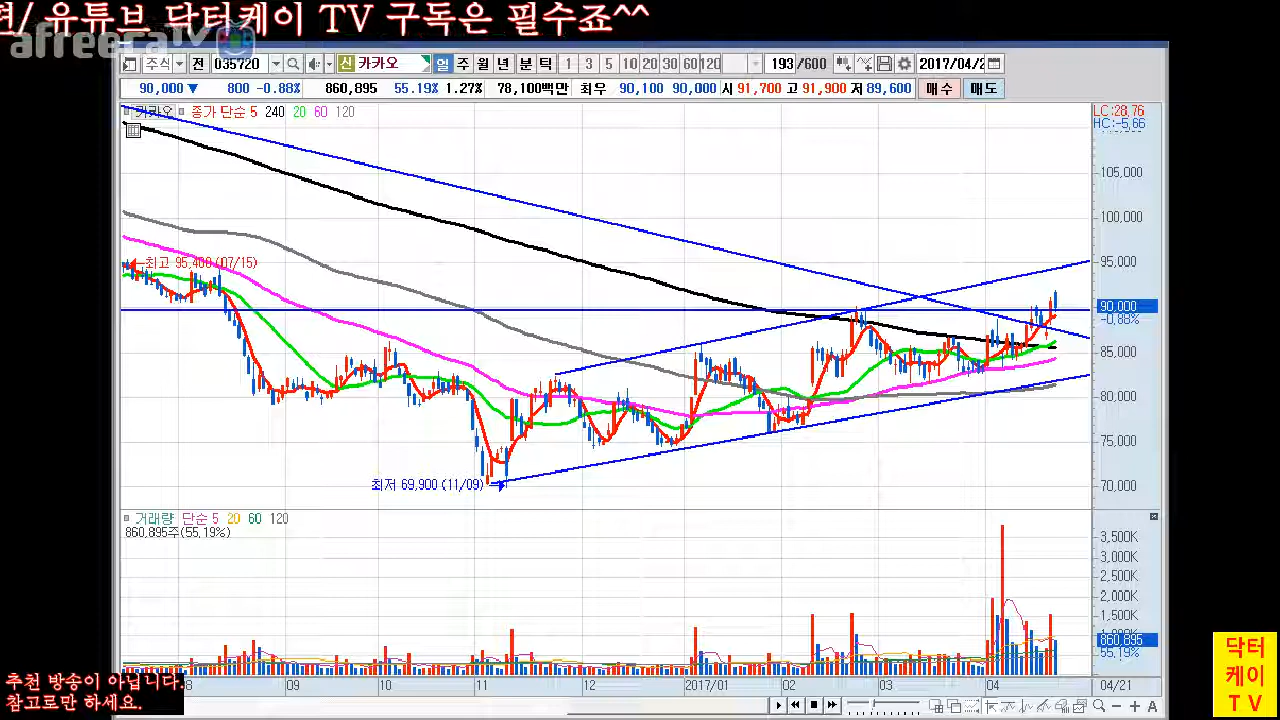 편/ 유튜브 닥터케이 TV 구독은 필수죠^^
afreecaTV
주식 전 035720 신 카카오 일 주 월 년 분 틱 1 3 5 10 20 30 60 120 193 /600 2017/04/2
90,000 ▼ 800 -0.88% 860,895 55.19% 1.27% 78,100백만 최우 90,100 90,000 시 91,700 고 91,900 저 89,600 매수 매도
카카오 종가 단순 5 240 20 60 120
LC:28.76
HC:-5.66
105,000
100,000
최고 95,400 (07/15)
95,000
90,000
-0.88%
85,000
80,000
75,000
최저 69,900 (11/09)
70,000
거래량 단순 5 20 60 120
860,895주(55.19%)
3,500K
3,000K
2,500K
2,000K
1,500K
860,895
55.19%
8 09 10 11 12 2017/01 02 03 04 04/21
추천 방송이 아닙니다.
참고로만 하세요.
닥터
케이
T V
A